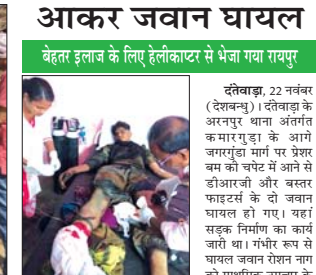 आकर जवान घायल
बेहतर इलाज के लिए हेलीकाप्टर से भेजा गया रायपुर
दंतेवाड़ा, 22 नवंबर
(देशबन्धु)। दंतेवाड़ा के
अरनपुर थाना अंतर्गत
कमारगुड़ा के आगे
जगरगुंडा मार्ग पर प्रेशर
बम की चपेट में आने से
डीआरजी और बस्तर
फाइटर्स के दो जवान
घायल हो गए। यहां
सड़क निर्माण का कार्य
जारी था। गंभीर रूप से
घायल जवान रोशन नाग